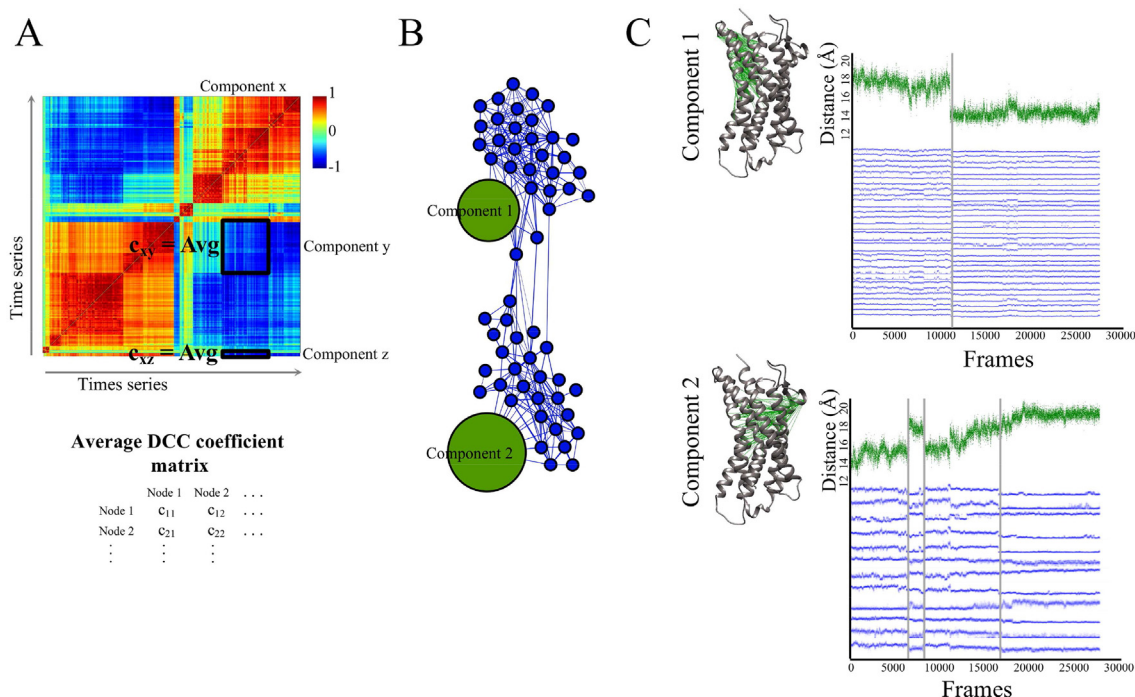 A
Component x
1
0
-1
Time series
c_xy = Avg
Component y
c_xz = Avg
Component z
Times series
Average DCC coefficient
matrix
Node 1 Node 2 . . .
Node 1 c₁₁ c₁₂ . . .
Node 2 c₂₁ c₂₂ . . .
B
Component 1
Component 2
C
Component 1
Distance (Å)
20
18
16
14
12
0 5000 10000 15000 20000 25000 30000
Frames
Component 2
Distance (Å)
20
18
16
14
12
0 5000 10000 15000 20000 25000 30000
Frames